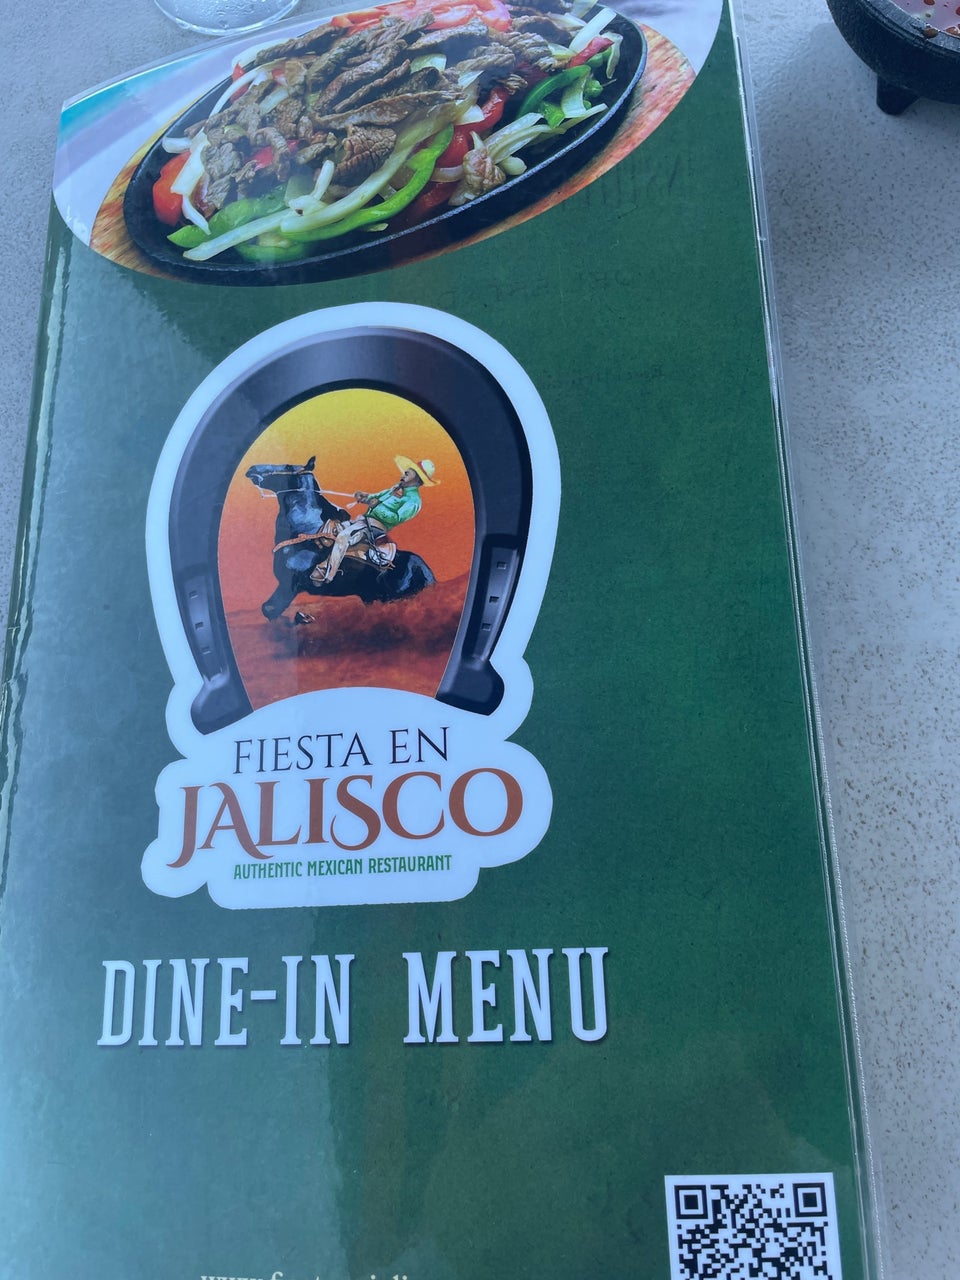 FIESTA EN
JALISCO
AUTHENTIC MEXICAN RESTAURANT
DINE-IN MENU